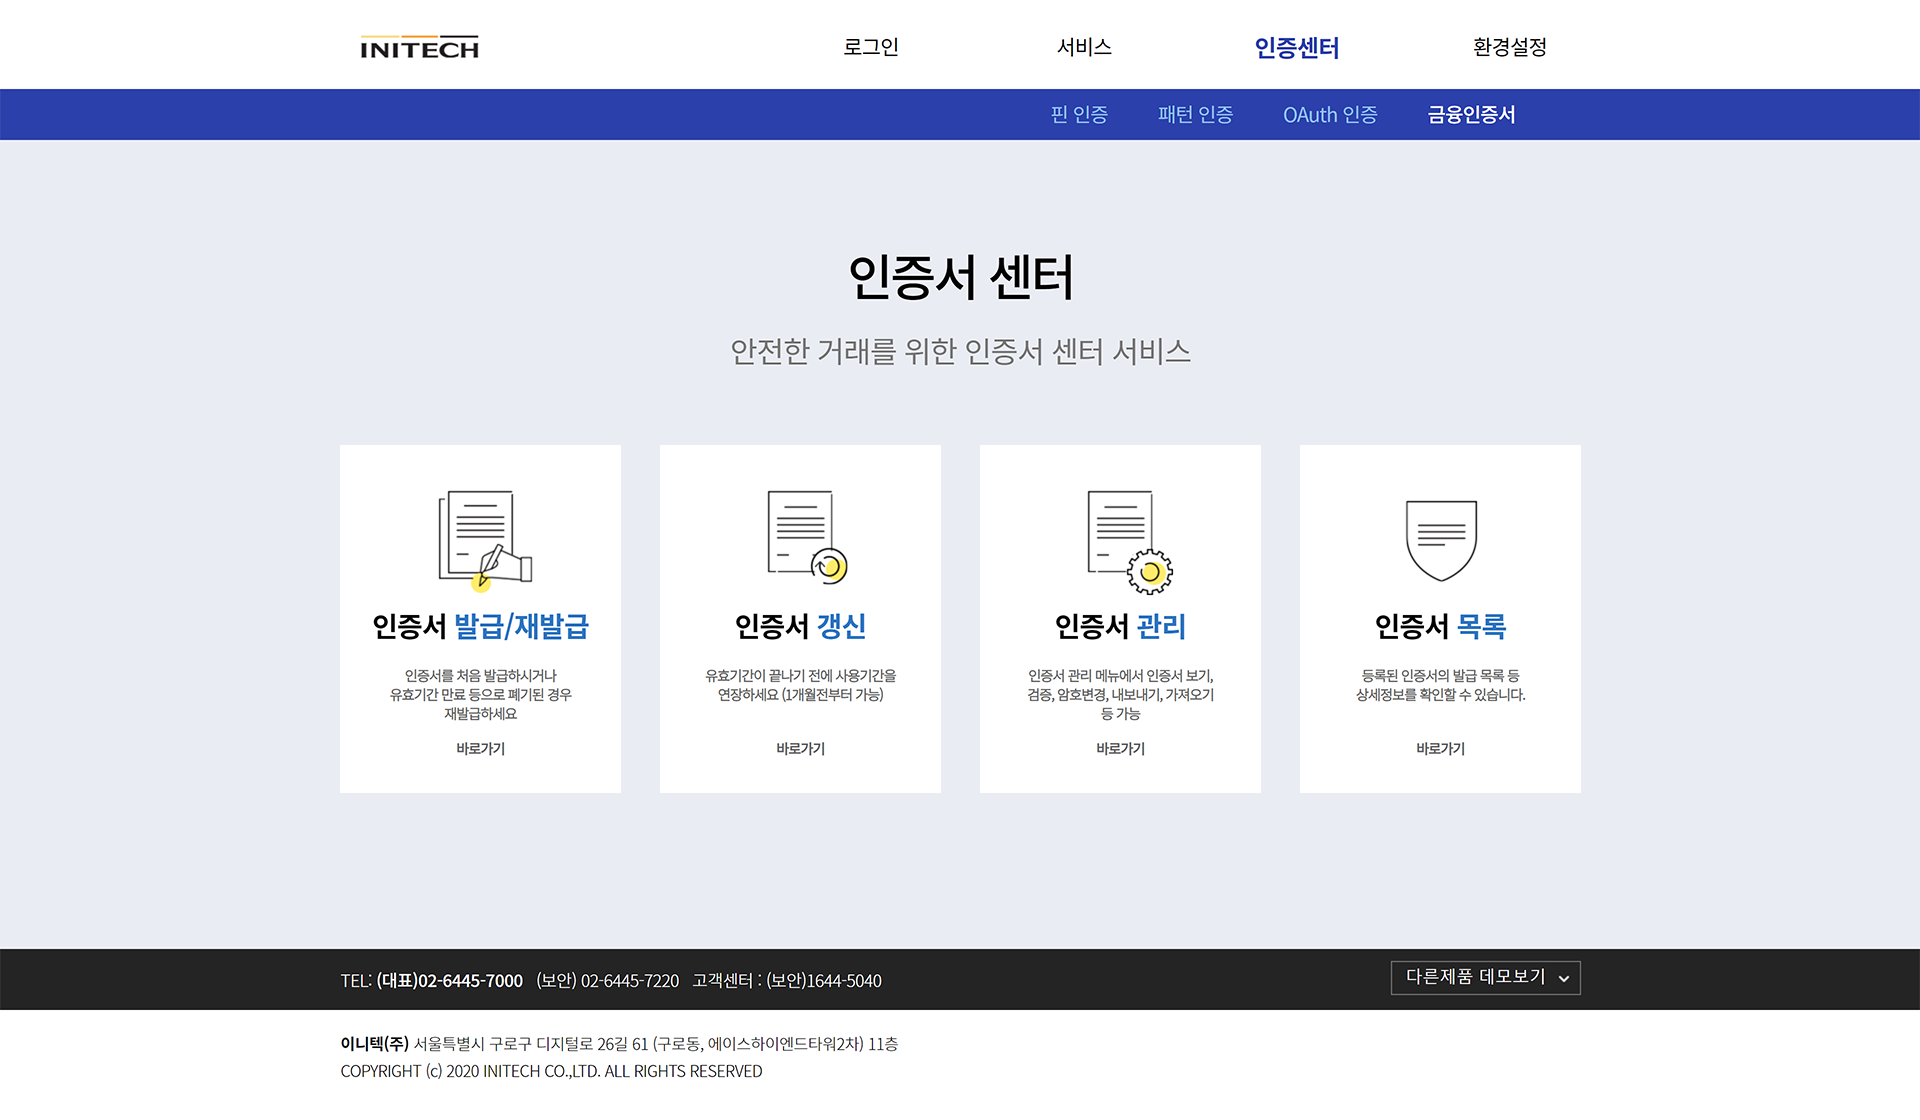 INITECH
로그인
서비스
인증센터
환경설정
핀 인증
패턴 인증
OAuth 인증
금융인증서
인증서 센터
안전한 거래를 위한 인증서 센터 서비스
인증서 발급/재발급
인증서를 처음 발급하시거나
유효기간 만료 등으로 폐기된 경우
재발급하세요
바로가기
인증서 갱신
유효기간이 끝나기 전에 사용기간을
연장하세요 (1개월전부터 가능)
바로가기
인증서 관리
인증서 관리 메뉴에서 인증서 보기,
검증, 암호변경, 내보내기, 가져오기
등 가능
바로가기
인증서 목록
등록된 인증서의 발급 목록 등
상세정보를 확인할 수 있습니다.
바로가기
TEL: (대표)02-6445-7000 (보안) 02-6445-7220 고객센터 : (보안)1644-5040
다른제품 데모보기
이니텍(주) 서울특별시 구로구 디지털로 26길 61 (구로동, 에이스하이엔드타워2차) 11층
COPYRIGHT (c) 2020 INITECH CO.,LTD. ALL RIGHTS RESERVED